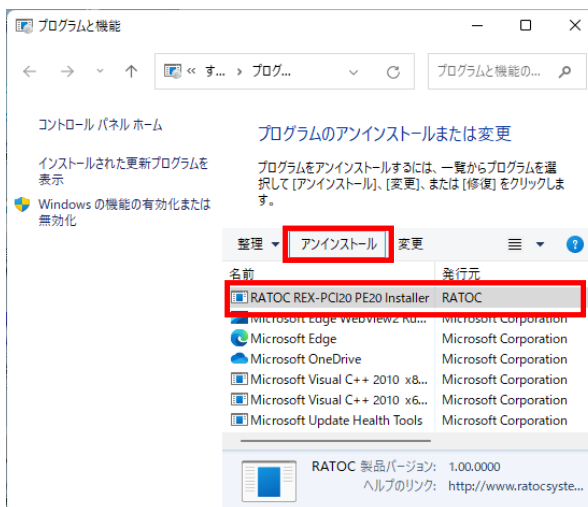 プログラムと機能
« す... › プログ...
プログラムと機能の...
コントロール パネル ホーム
インストールされた更新プログラムを
表示
Windows の機能の有効化または
無効化
プログラムのアンインストールまたは変更
プログラムをアンインストールするには、一覧からプログラムを選
択して [アンインストール]、[変更]、または [修復] をクリックしま
す。
整理 アンインストール 変更
名前 発行元
RATOC REX-PCI20 PE20 Installer RATOC
Microsoft Edge WebView2 Ru... Microsoft Corporation
Microsoft Edge Microsoft Corporation
Microsoft OneDrive Microsoft Corporation
Microsoft Visual C++ 2010 x8... Microsoft Corporation
Microsoft Visual C++ 2010 x6... Microsoft Corporation
Microsoft Update Health Tools Microsoft Corporation
RATOC 製品バージョン: 1.00.0000
ヘルプのリンク: http://www.ratocsyste...